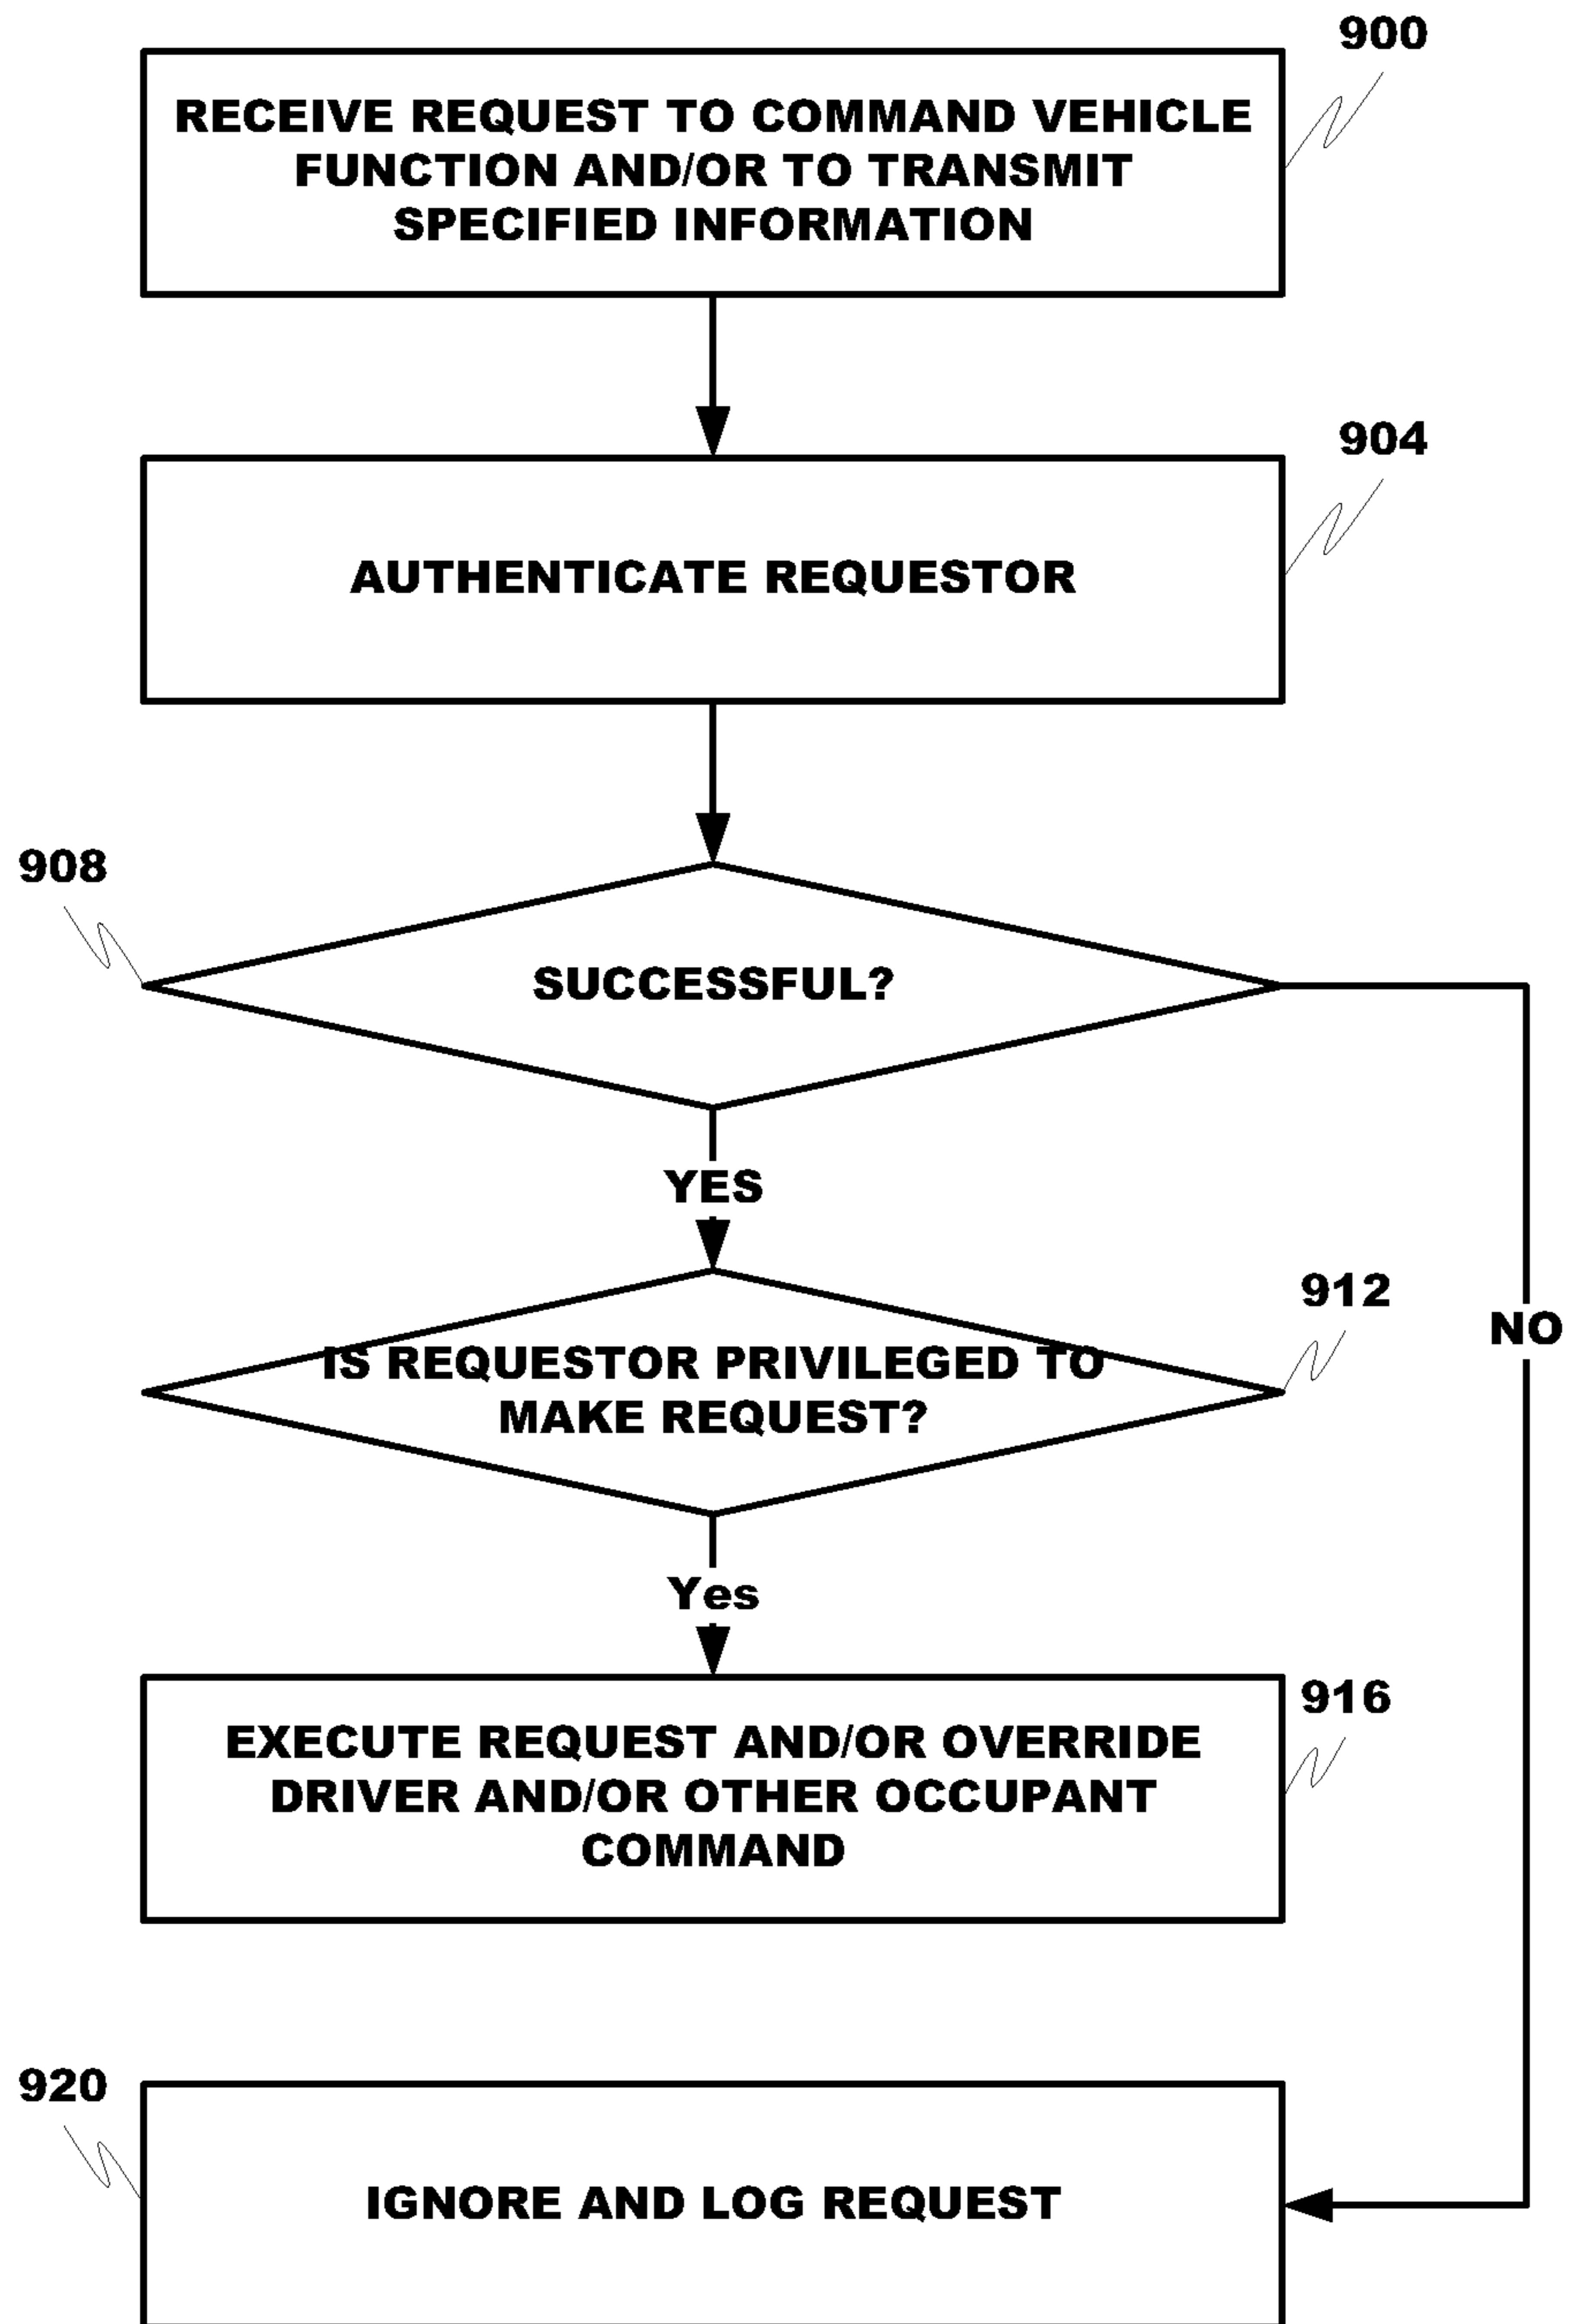 900
RECEIVE REQUEST TO COMMAND VEHICLE
FUNCTION AND/OR TO TRANSMIT
SPECIFIED INFORMATION
904
AUTHENTICATE REQUESTOR
908
SUCCESSFUL?
YES
912
NO
IS REQUESTOR PRIVILEGED TO
MAKE REQUEST?
Yes
916
EXECUTE REQUEST AND/OR OVERRIDE
DRIVER AND/OR OTHER OCCUPANT
COMMAND
920
IGNORE AND LOG REQUEST